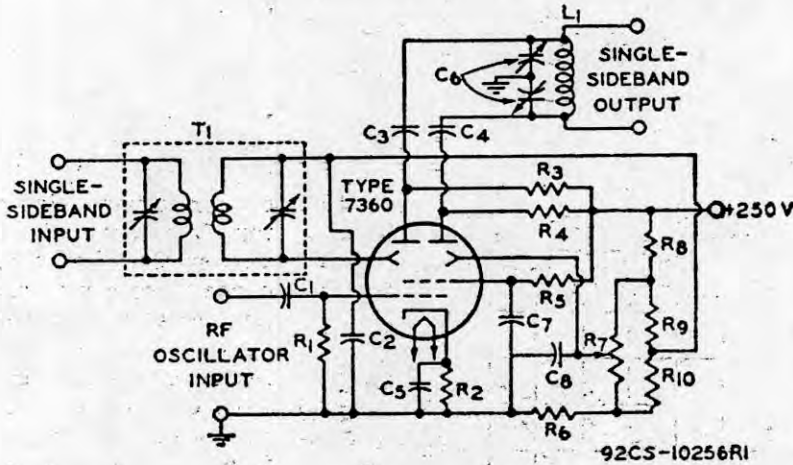 L1
SINGLE-
SIDEBAND
OUTPUT
C6
T1
C3
C4
SINGLE-
SIDEBAND
INPUT
TYPE
7360
R3
R4
+250 V
R8
R5
C1
RF
OSCILLATOR
INPUT
R1
C2
C7
R7
R9
C8
R10
C5
R2
R6
92CS-10256R1